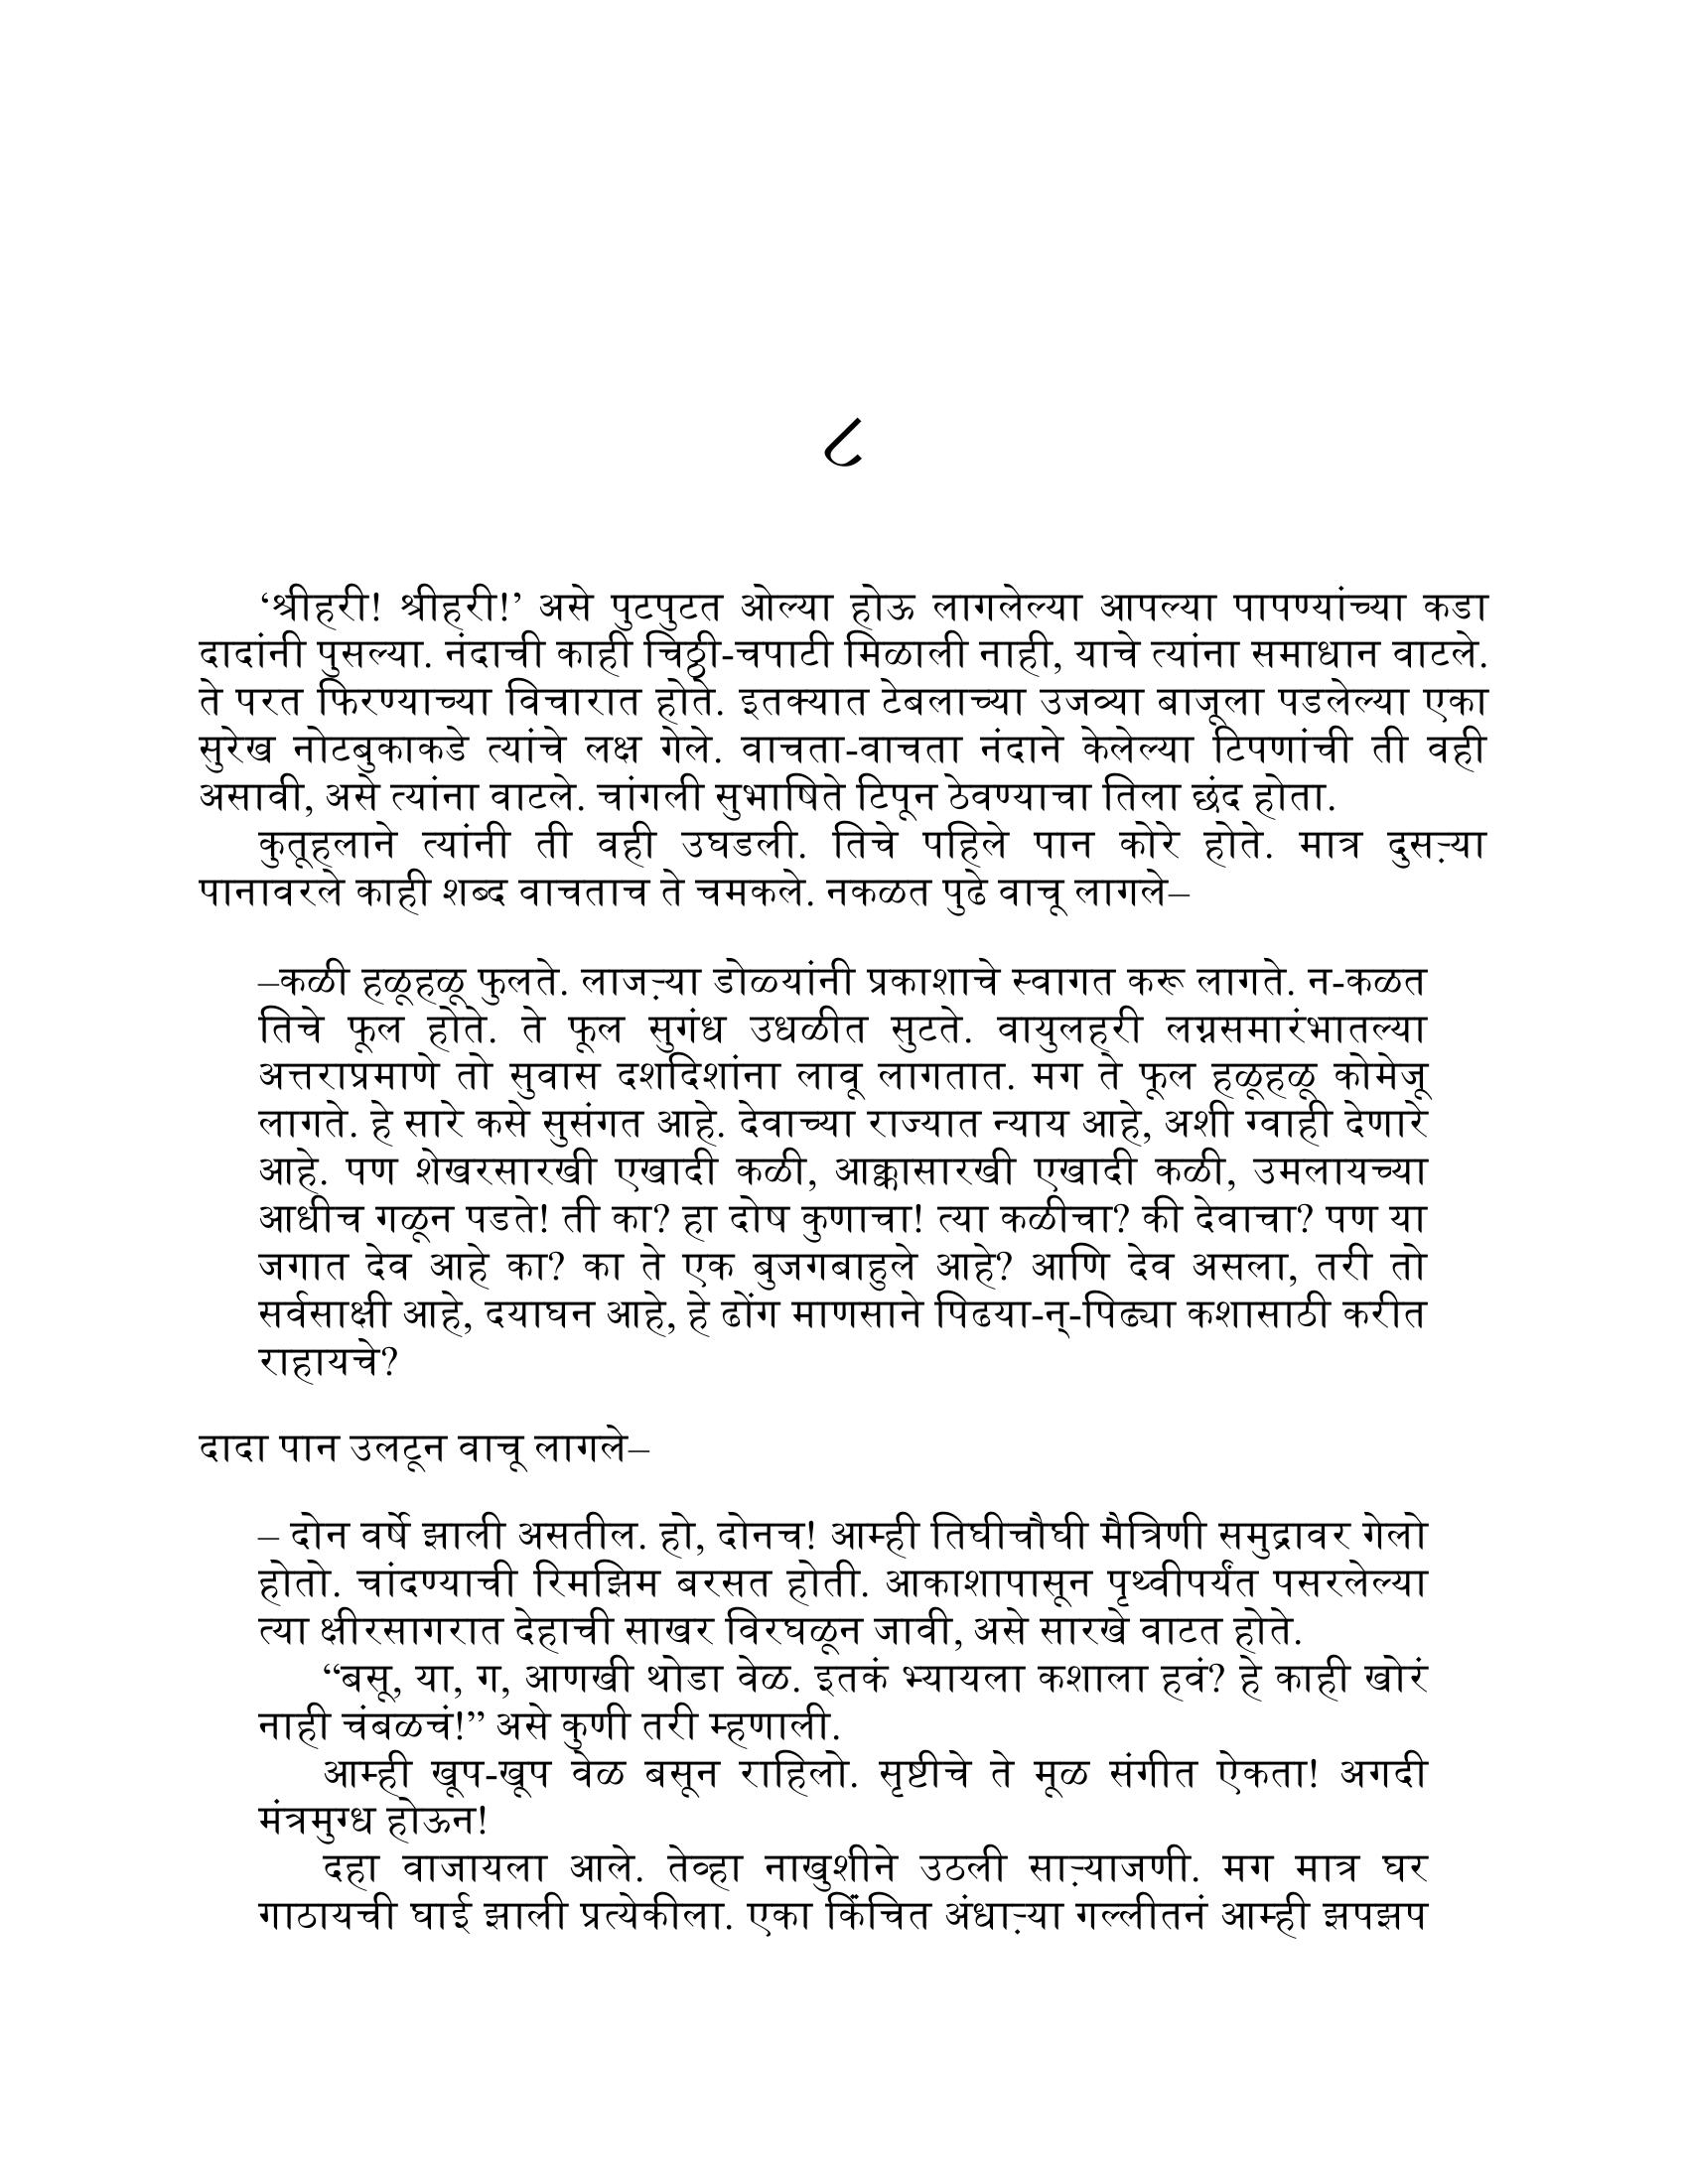 ८
‘श्रीहरी! श्रीहरी!’ असे पुटपुटत ओल्या होऊ लागलेल्या आपल्या पापण्यांच्या कडा
दादांनी पुसल्या. नंदाची काही चिठ्ठी-चपाटी मिळाली नाही, याचे त्यांना समाधान वाटले.
ते परत फिरण्याच्या विचारात होते. इतक्यात टेबलाच्या उजव्या बाजूला पडलेल्या एका
सुरेख नोटबुकाकडे त्यांचे लक्ष गेले. वाचता-वाचता नंदाने केलेल्या टिपणांची ती वही
असावी, असे त्यांना वाटले. चांगली सुभाषिते टिपून ठेवण्याचा तिला छंद होता.
कुतूहलाने त्यांनी ती वही उघडली. तिचे पहिले पान कोरे होते. मात्र दुसऱ्या
पानावरले काही शब्द वाचताच ते चमकले. नकळत पुढे वाचू लागले–
–कळी हळूहळू फुलते. लाजऱ्या डोळ्यांनी प्रकाशाचे स्वागत करू लागते. न-कळत
तिचे फूल होते. ते फूल सुगंध उधळीत सुटते. वायुलहरी लग्नसमारंभातल्या
अत्तराप्रमाणे तो सुवास दशदिशांना लावू लागतात. मग ते फूल हळूहळू कोमेजू
लागते. हे सारे कसे सुसंगत आहे. देवाच्या राज्यात न्याय आहे, अशी ग्वाही देणारे
आहे. पण शेखरसारखी एखादी कळी, आक्कासारखी एखादी कळी, उमलायच्या
आधीच गळून पडते! ती का? हा दोष कुणाचा! त्या कळीचा? की देवाचा? पण या
जगात देव आहे का? का ते एक बुजगबाहुले आहे? आणि देव असला, तरी तो
सर्वसाक्षी आहे, दयाघन आहे, हे ढोंग माणसाने पिढया-न्-पिढ्या कशासाठी करीत
राहायचे?
दादा पान उलटून वाचू लागले–
– दोन वर्षे झाली असतील. हो, दोनच! आम्ही तिघीचौघी मैत्रिणी समुद्रावर गेलो
होतो. चांदण्याची रिमझिम बरसत होती. आकाशापासून पृथ्वीपर्यंत पसरलेल्या
त्या क्षीरसागरात देहाची साखर विरघळून जावी, असे सारखे वाटत होते.
“बसू, या, ग, आणखी थोडा वेळ. इतकं भ्यायला कशाला हवं? हे काही खोरं
नाही चंबळचं!” असे कुणी तरी म्हणाली.
आम्ही खूप-खूप वेळ बसून राहिलो. सृष्टीचे ते मूळ संगीत ऐकता! अगदी
मंत्रमुग्ध होऊन!
दहा वाजायला आले. तेव्हा नाखुशीने उठली साऱ्याजणी. मग मात्र घर
गाठायची घाई झाली प्रत्येकीला. एका किंचित अंधाऱ्या गल्लीतनं आम्ही झपझप